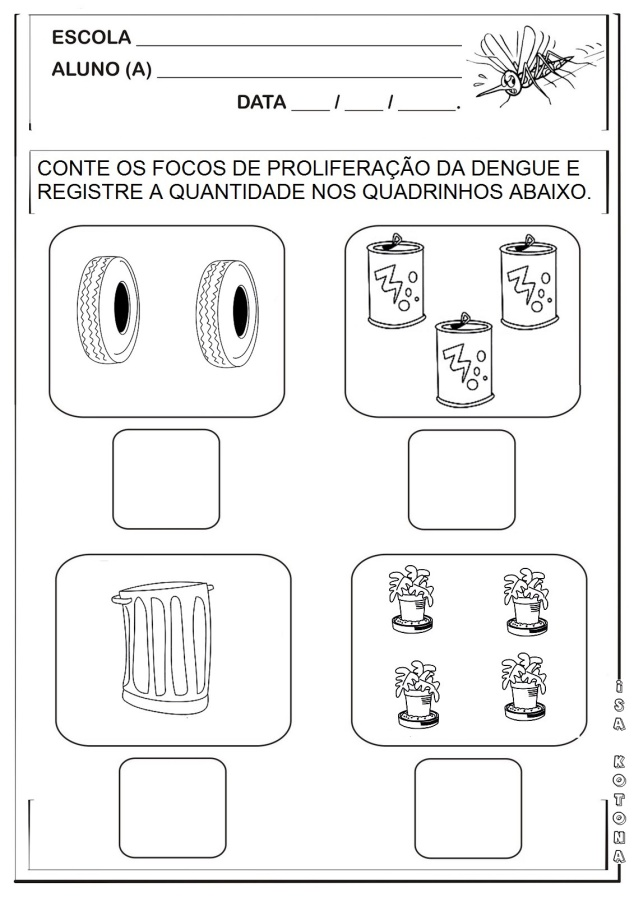 ESCOLA ______________________________
ALUNO (A) ____________________________
DATA ____ / ____ / ______.
CONTE OS FOCOS DE PROLIFERAÇÃO DA DENGUE E
REGISTRE A QUANTIDADE NOS QUADRINHOS ABAIXO.
iSA KOTONA